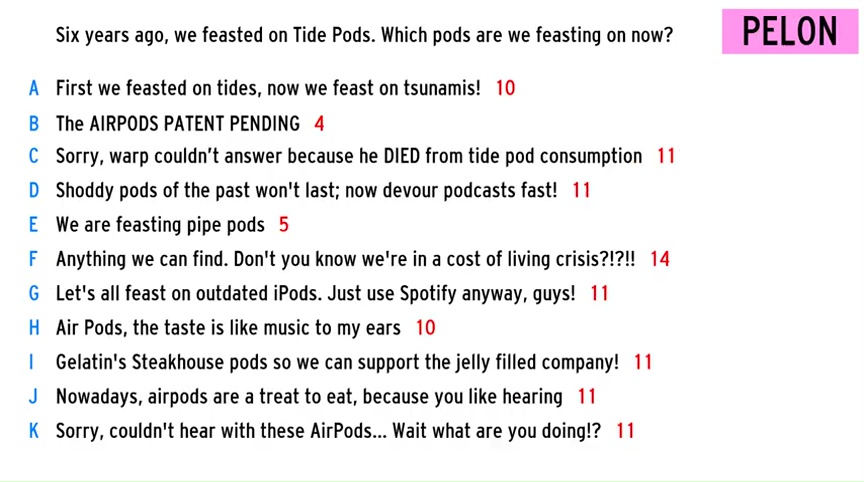 Six years ago, we feasted on Tide Pods. Which pods are we feasting on now?
PELON
A First we feasted on tides, now we feast on tsunamis! 10
B The AIRPODS PATENT PENDING 4
C Sorry, warp couldn’t answer because he DIED from tide pod consumption 11
D Shoddy pods of the past won't last; now devour podcasts fast! 11
E We are feasting pipe pods 5
F Anything we can find. Don't you know we're in a cost of living crisis?!?!! 14
G Let's all feast on outdated iPods. Just use Spotify anyway, guys! 11
H Air Pods, the taste is like music to my ears 10
I Gelatin's Steakhouse pods so we can support the jelly filled company! 11
J Nowadays, airpods are a treat to eat, because you like hearing 11
K Sorry, couldn't hear with these AirPods... Wait what are you doing!? 11